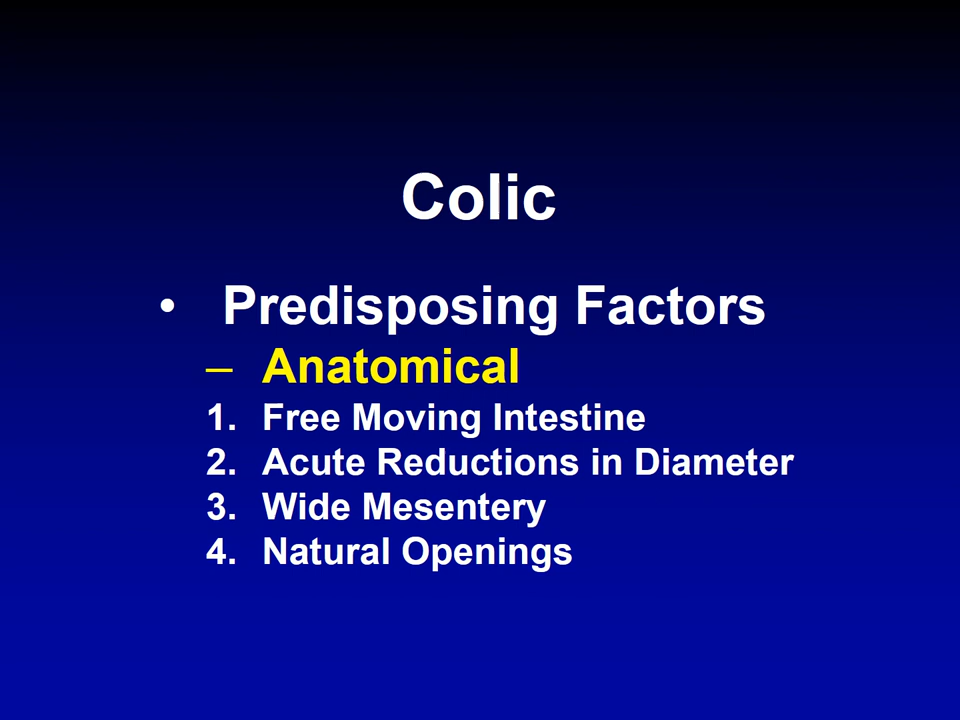 Colic
• Predisposing Factors
– Anatomical
1. Free Moving Intestine
2. Acute Reductions in Diameter
3. Wide Mesentery
4. Natural Openings